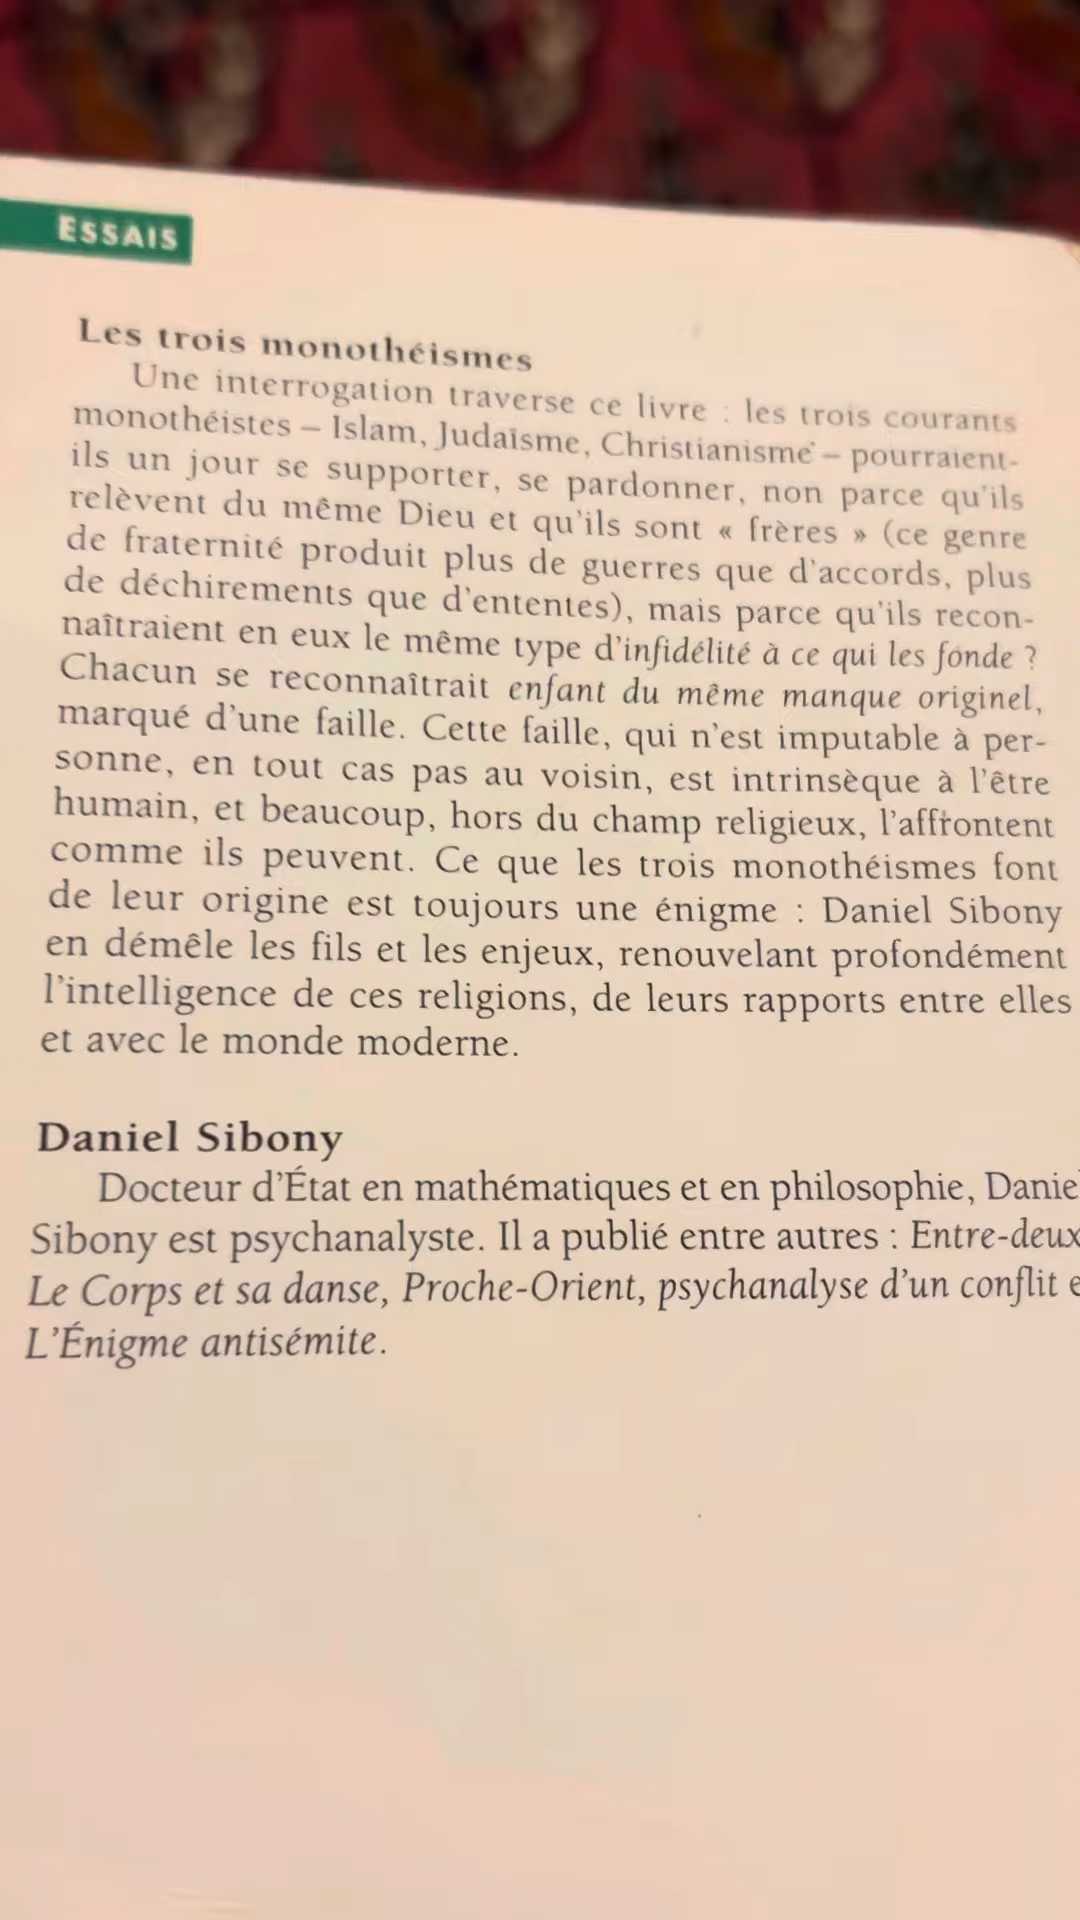 ESSAIS
Les trois monothéismes
Une interrogation traverse ce livre : les trois courants
monothéistes – Islam, Judaïsme, Christianisme – pourraient-
ils un jour se supporter, se pardonner, non parce qu'ils
relèvent du même Dieu et qu'ils sont « frères » (ce genre
de fraternité produit plus de guerres que d'accords, plus
de déchirements que d'ententes), mais parce qu'ils recon-
naîtraient en eux le même type d'infidélité à ce qui les fonde ?
Chacun se reconnaîtrait enfant du même manque originel,
marqué d'une faille. Cette faille, qui n'est imputable à per-
sonne, en tout cas pas au voisin, est intrinsèque à l'être
humain, et beaucoup, hors du champ religieux, l'affrontent
comme ils peuvent. Ce que les trois monothéismes font
de leur origine est toujours une énigme : Daniel Sibony
en démêle les fils et les enjeux, renouvelant profondément
l'intelligence de ces religions, de leurs rapports entre elles
et avec le monde moderne.
Daniel Sibony
Docteur d'État en mathématiques et en philosophie, Danie
Sibony est psychanalyste. Il a publié entre autres : Entre-deux
Le Corps et sa danse, Proche-Orient, psychanalyse d'un conflit e
L'Énigme antisémite.